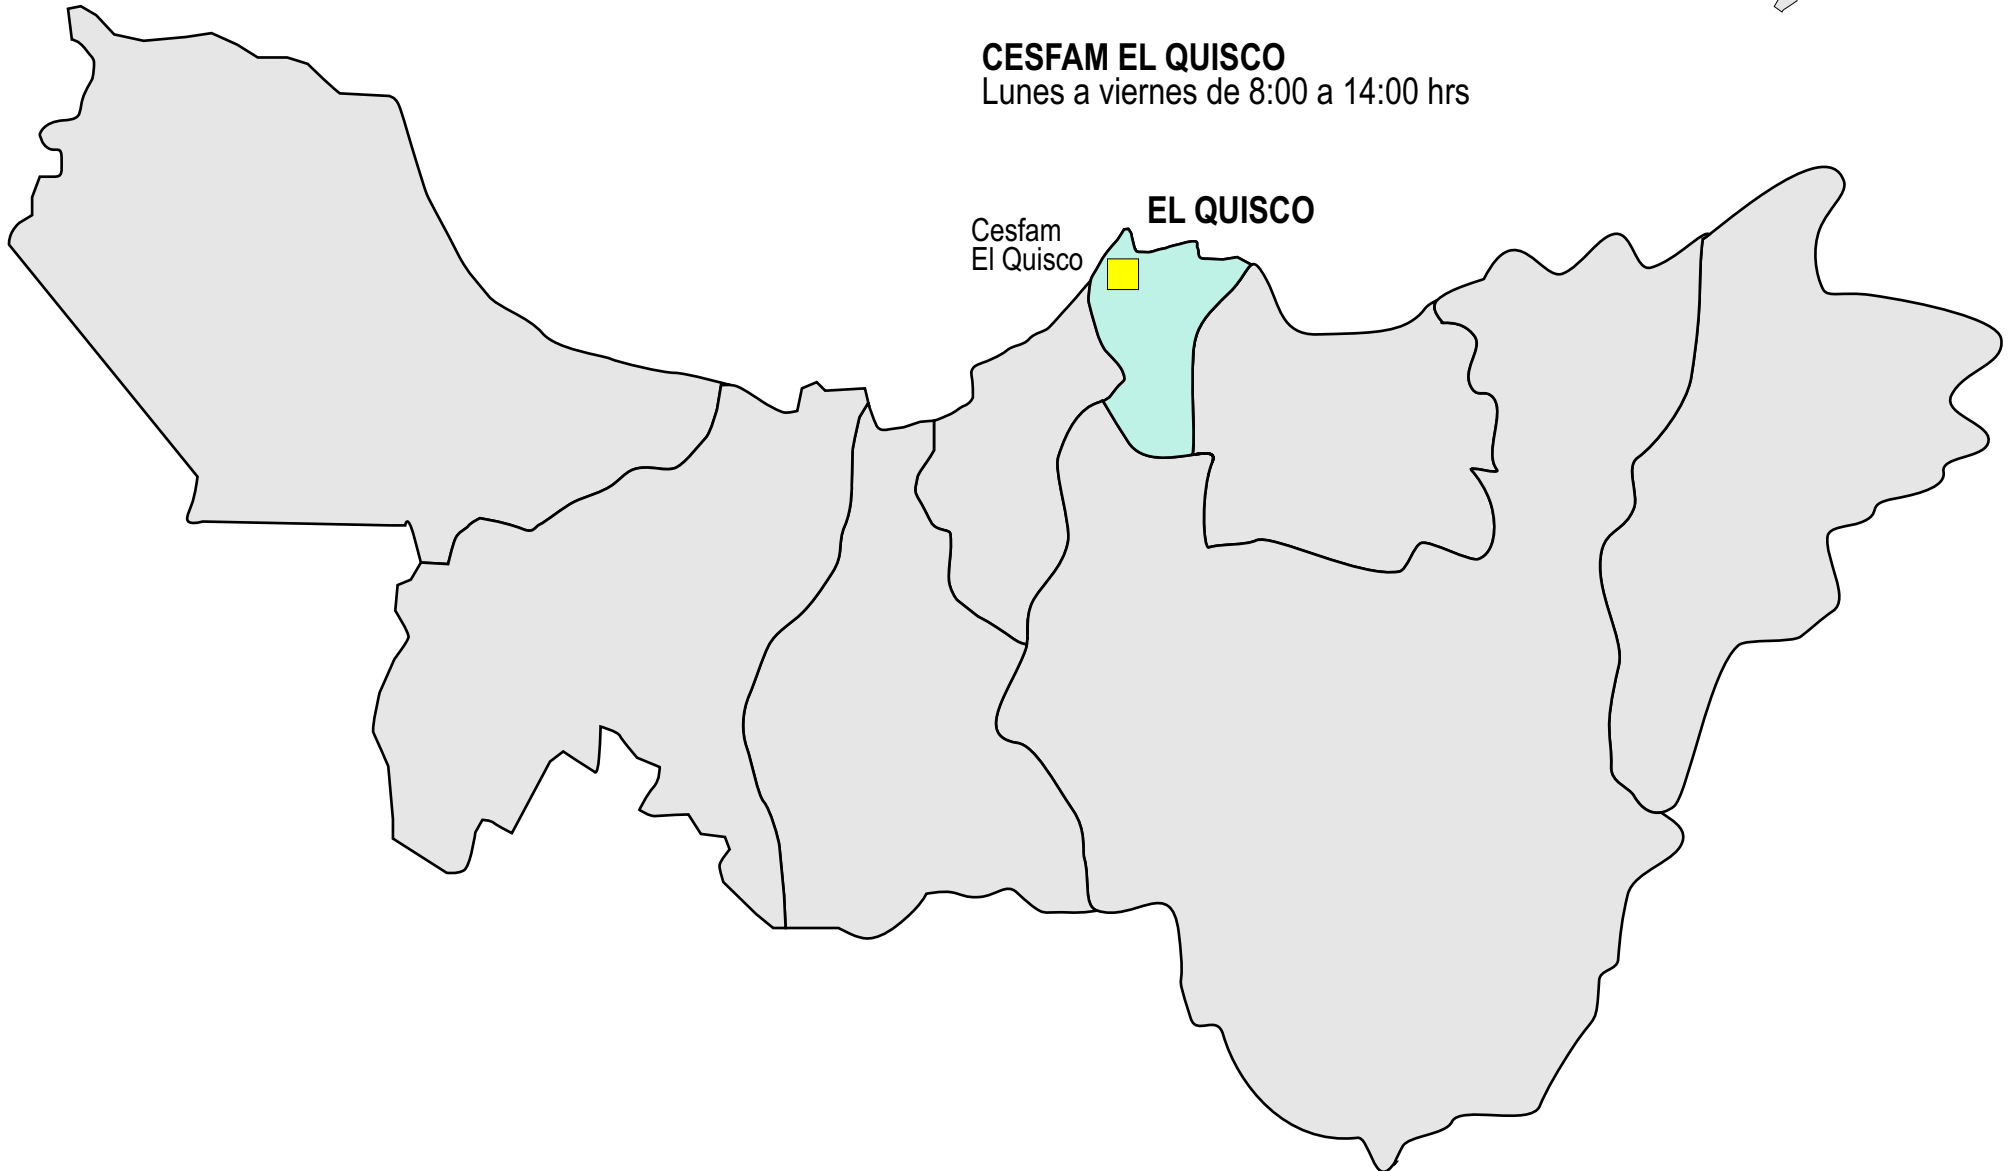 CESFAM EL QUISCO
Lunes a viernes de 8:00 a 14:00 hrs
EL QUISCO
Cesfam
El Quisco